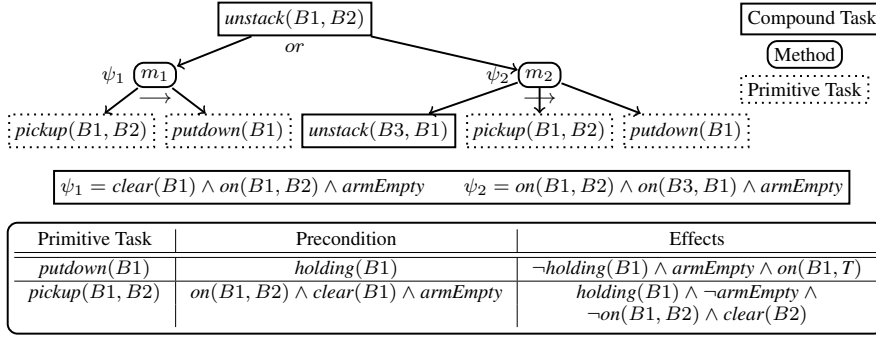 unstack(B1, B2)
or
Compound Task
Method
Primitive Task
ψ1 m1
ψ2 m2
pickup(B1, B2) putdown(B1) unstack(B3, B1) pickup(B1, B2) putdown(B1)
ψ1 = clear(B1) ∧ on(B1, B2) ∧ armEmpty ψ2 = on(B1, B2) ∧ on(B3, B1) ∧ armEmpty
Primitive Task Precondition Effects
putdown(B1) holding(B1) ¬holding(B1) ∧ armEmpty ∧ on(B1, T)
pickup(B1, B2) on(B1, B2) ∧ clear(B1) ∧ armEmpty holding(B1) ∧ ¬armEmpty ∧
¬on(B1, B2) ∧ clear(B2)